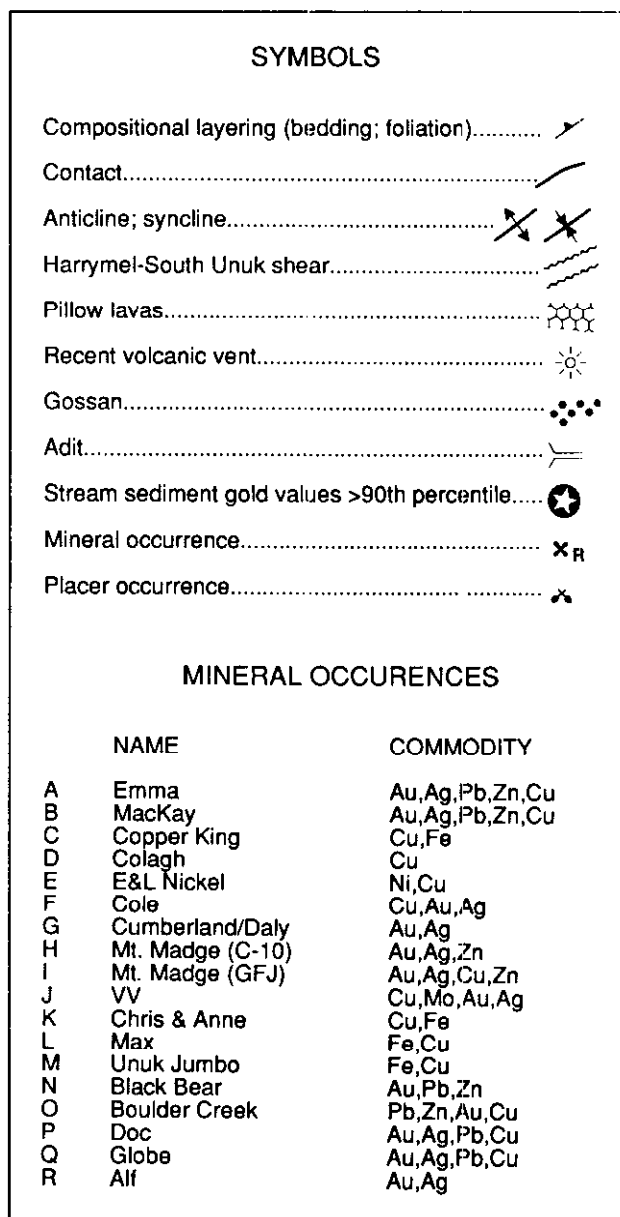 SYMBOLS
Compositional layering (bedding; foliation)...........
Contact
Anticline; syncline
Harrymel-South Unuk shear
Pillow lavas
Recent volcanic vent
Gossan
Adit
Stream sediment gold values >90th percentile.....
Mineral occurrence R
Placer occurrence
MINERAL OCCURENCES
NAME COMMODITY
A Emma Au,Ag,Pb,Zn,Cu
B MacKay Au,Ag,Pb,Zn,Cu
C Copper King Cu,Fe
D Colagh Cu
E E&L Nickel Ni,Cu
F Cole Cu,Au,Ag
G Cumberland/Daly Au,Ag
H Mt. Madge (C-10) Au,Ag,Zn
I Mt. Madge (GFJ) Au,Ag,Cu,Zn
J VV Cu,Mo,Au,Ag
K Chris & Anne Cu,Fe
L Max Fe,Cu
M Unuk Jumbo Fe,Cu
N Black Bear Au,Pb,Zn
O Boulder Creek Pb,Zn,Au,Cu
P Doc Au,Ag,Pb,Cu
Q Globe Au,Ag,Pb,Cu
R Alf Au,Ag